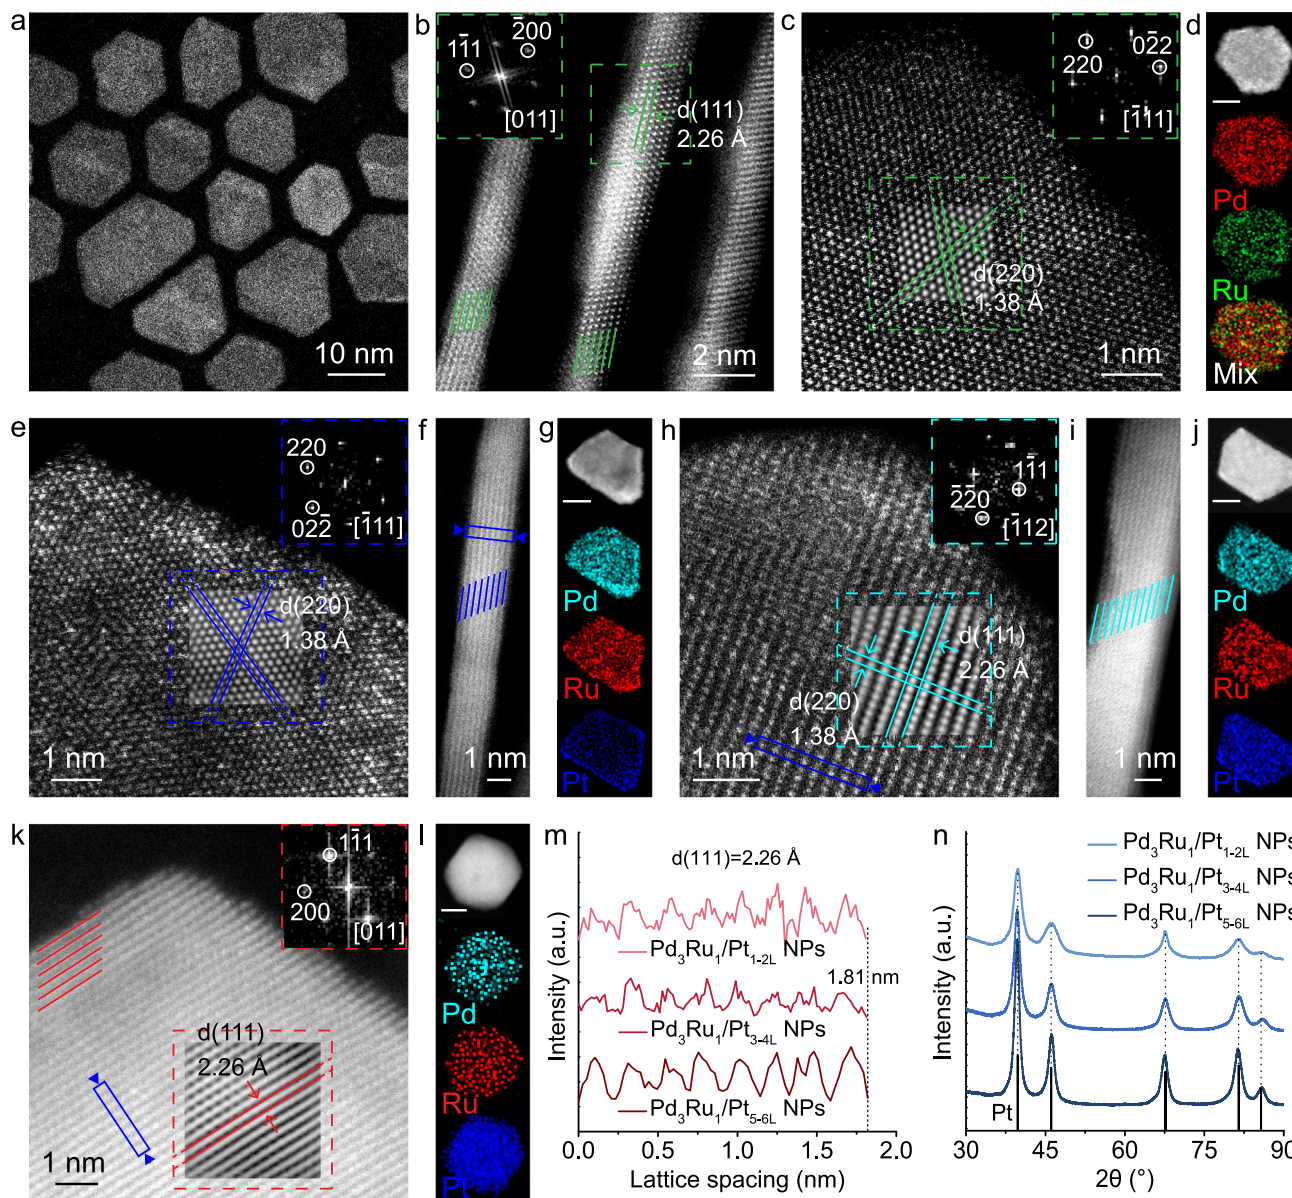 a
10 nm
b
1̄1̄1
2̄00
[011]
d(111)
2.26 Å
2 nm
c
220
02̄2
[1̄11]
d(220)
1.38 Å
1 nm
d
Pd
Ru
Mix
e
220
022̄
[1̄11]
d(220)
1.38 Å
1 nm
f
1 nm
g
Pd
Ru
Pt
h
11̄1
2̄2̄0
[1̄12]
d(111)
2.26 Å
d(220)
1.38 Å
1 nm
i
1 nm
j
Pd
Ru
Pt
k
11̄1
200
[011]
d(111)
2.26 Å
1 nm
l
Pd
Ru
Pt
m
d(111)=2.26 Å
Pd₃Ru₁/Pt₁₋₂L NPs
1.81 nm
Pd₃Ru₁/Pt₃₋₄L NPs
Pd₃Ru₁/Pt₅₋₆L NPs
Intensity (a.u.)
0.0 0.5 1.0 1.5 2.0
Lattice spacing (nm)
n
Pd₃Ru₁/Pt₁₋₂L NPs
Pd₃Ru₁/Pt₃₋₄L NPs
Pd₃Ru₁/Pt₅₋₆L NPs
Intensity (a.u.)
Pt
30 45 60 75 90
2θ (°)